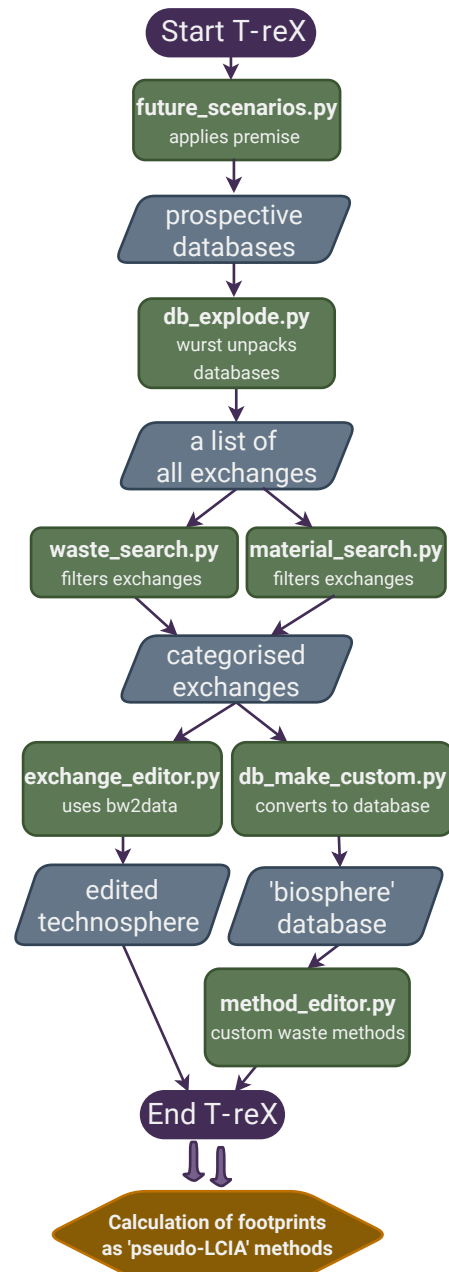 Start T-reX
future_scenarios.py
applies premise
prospective
databases
db_explode.py
wurst unpacks
databases
a list of
all exchanges
waste_search.py
filters exchanges
material_search.py
filters exchanges
categorised
exchanges
exchange_editor.py
uses bw2data
db_make_custom.py
converts to database
edited
technosphere
'biosphere'
database
method_editor.py
custom waste methods
End T-reX
Calculation of footprints
as 'pseudo-LCIA' methods